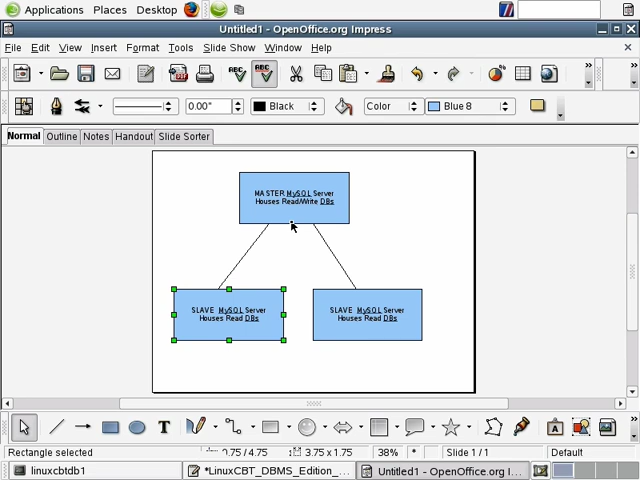 Applications Places Desktop
Untitled1 - OpenOffice.org Impress
File Edit View Insert Format Tools Slide Show Window Help
ABC ABC
0.00" Black Color Blue 8
Normal Outline Notes Handout Slide Sorter
MASTER MySQL Server
Houses Read/Write DBs
SLAVE MySQL Server
Houses Read DBs
SLAVE MySQL Server
Houses Read DBs
T
Rectangle selected 0.75 / 4.75 3.75 x 1.75 38% * Slide 1 / 1 Default
linuxcbtdb1 *LinuxCBT_DBMS_Edition_... Untitled1 - OpenOffice.org I...